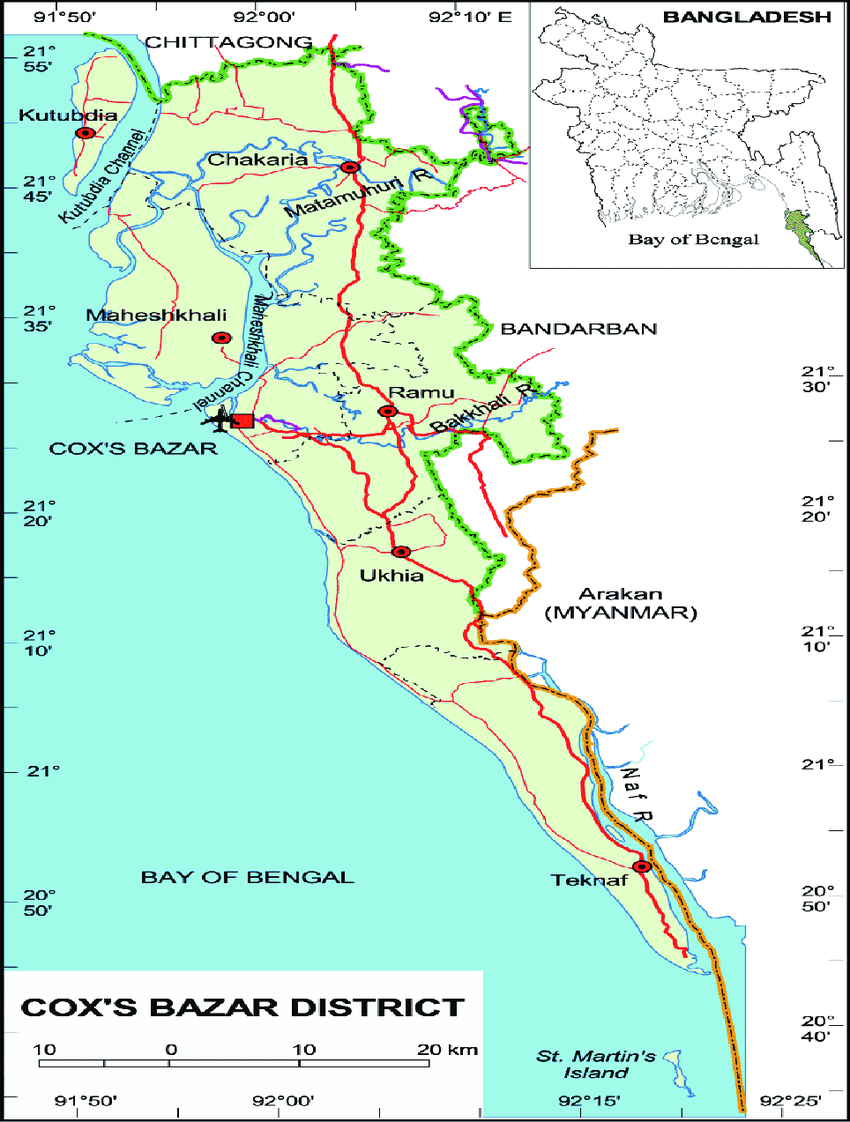 91°50'
92°00'
92°10' E
BANGLADESH
CHITTAGONG
21°
55'
Kutubdia
Kutubdia Channel
Chakaria
Matamuhuri R
21°
45'
Bay of Bengal
Maheshkhali
21°
35'
Maheshkhali Channel
BANDARBAN
21°
30'
Ramu
Bakkhali R
COX'S BAZAR
21°
20'
21°
20'
Ukhia
Arakan
(MYANMAR)
21°
10'
21°
10'
21°
21°
Naf R
BAY OF BENGAL
Teknaf
20°
50'
20°
50'
COX'S BAZAR DISTRICT
10
0
20 km
20°
40'
St. Martin's
Island
91°50'
92°00'
92°15'
92°25'